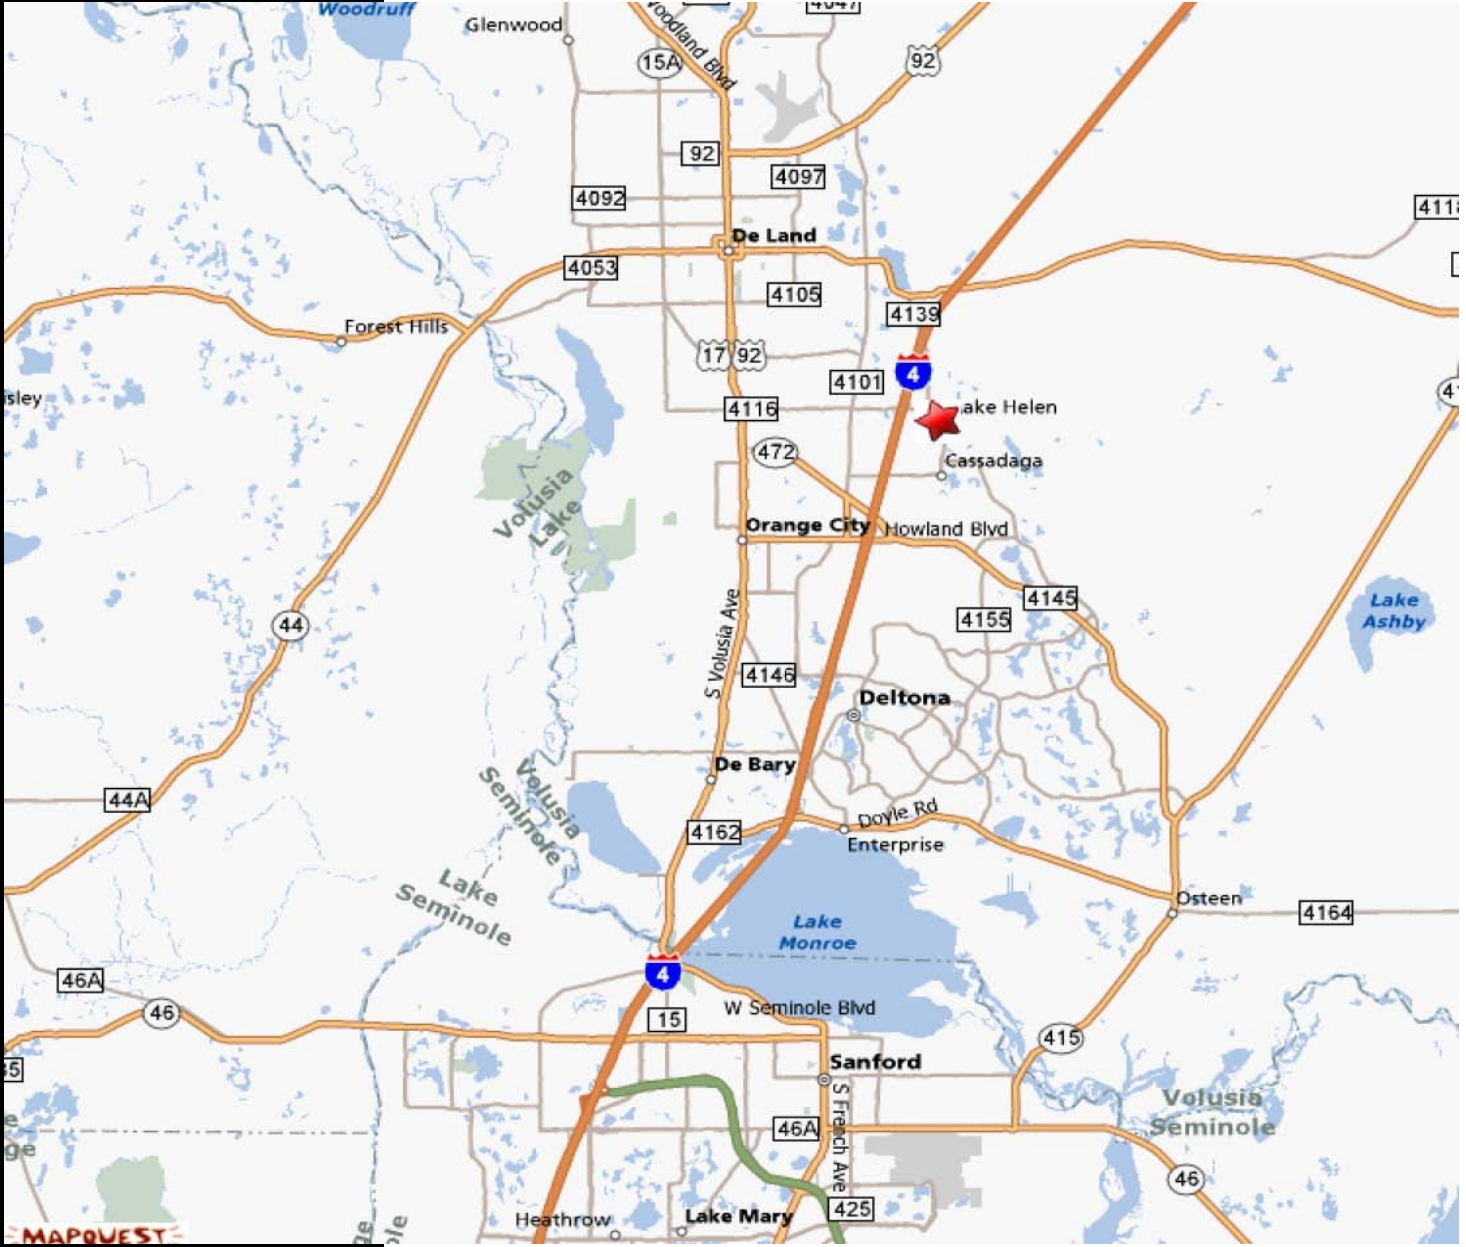 Woodruff
4047
Glenwood
Woodland Blvd
15A
92
92
4097
4092
4118
De Land
4053
4105
4139
Forest Hills
17
92
4
4101
isley
4116
ake Helen
472
Cassadaga
Volusia
Lake
Orange City
Howland Blvd
4145
4155
Lake
Ashby
44
S Volusia Ave
4146
Deltona
De Bary
Volusia
Seminole
44A
4162
Doyle Rd
Enterprise
Lake
Seminole
Osteen
4164
Lake
Monroe
4
46A
46
15
W Seminole Blvd
415
Sanford
S French Ave
Volusia
Seminole
46A
46
425
Heathrow
Lake Mary
MAPQUEST